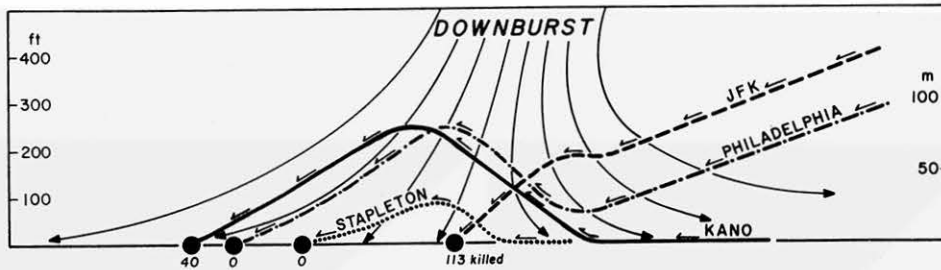 DOWNBURST
ft
400
300
200
100
m
100
50
JFK
PHILADELPHIA
STAPLETON
KANO
40 0 0 113 killed